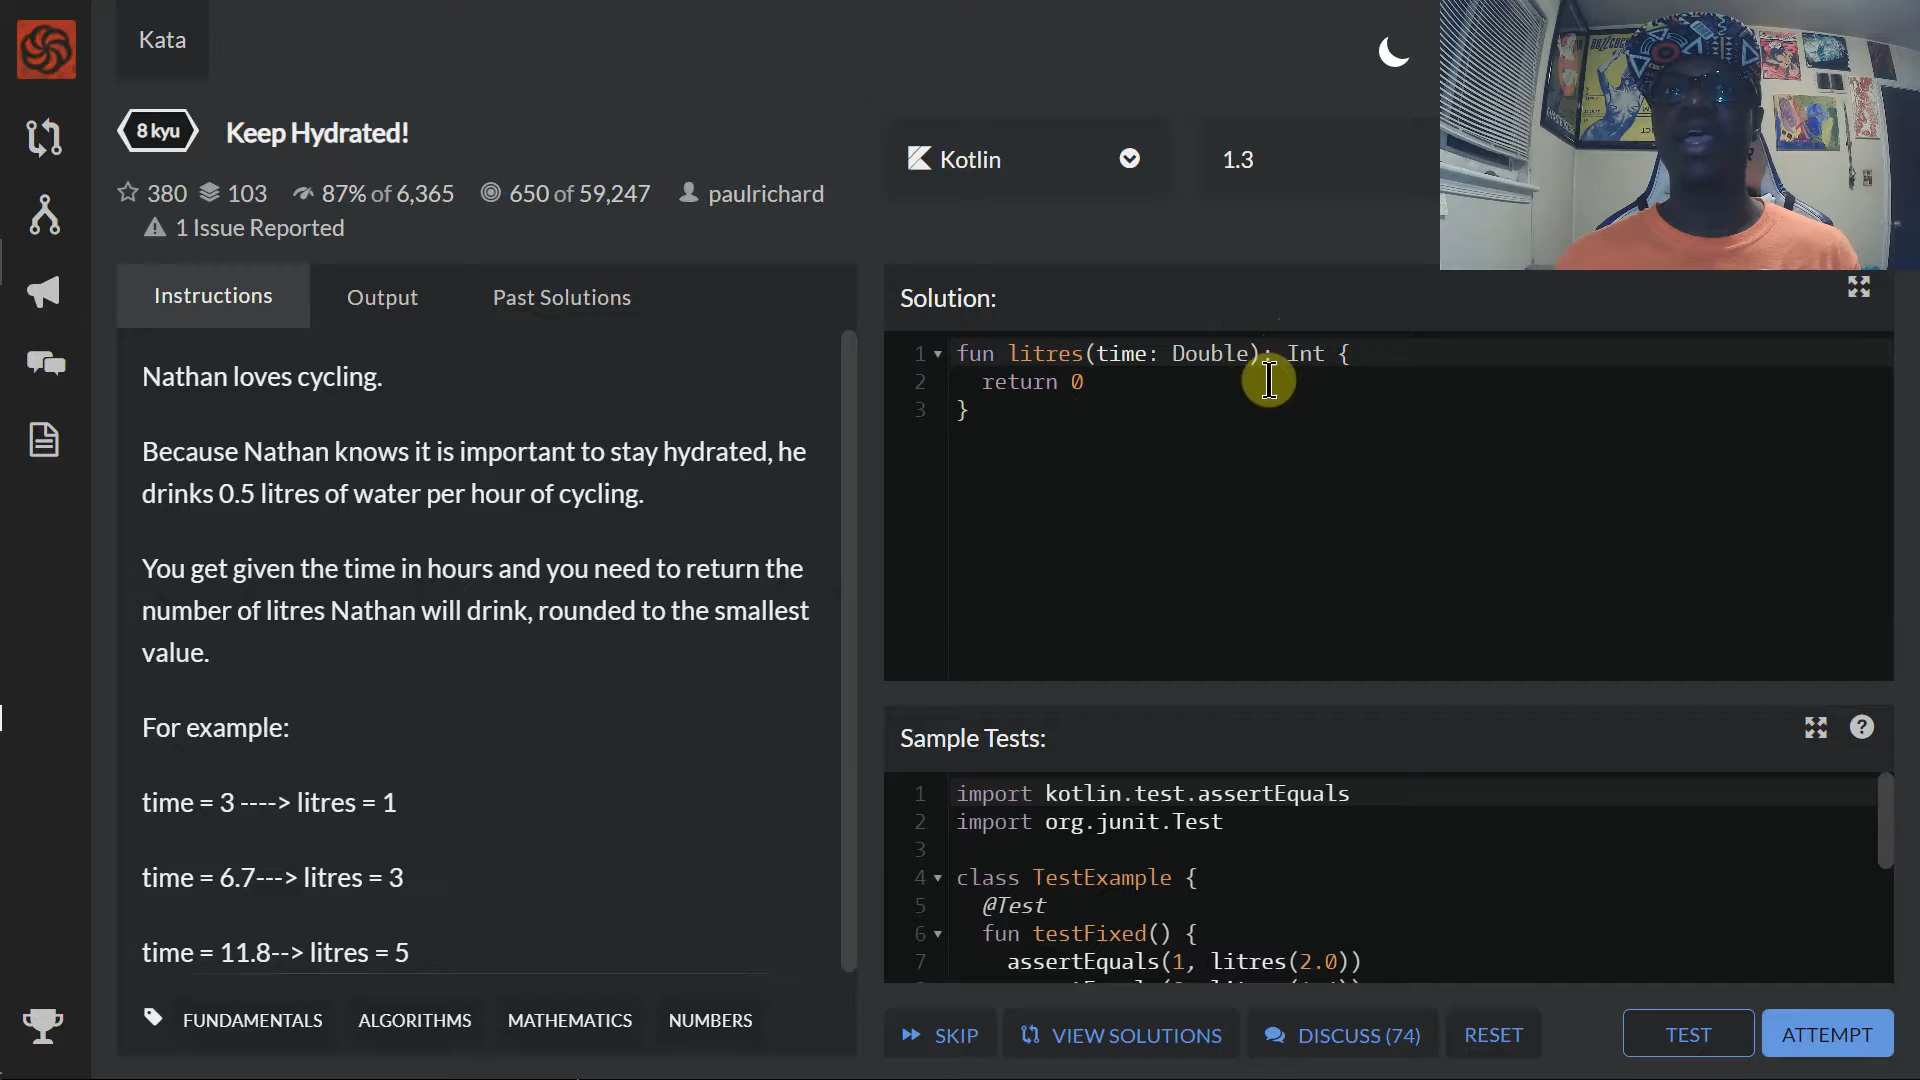 Kata
8 kyu
Keep Hydrated!
380 103 87% of 6,365 650 of 59,247 paulrichard
1 Issue Reported
Kotlin
1.3
Instructions
Output
Past Solutions
Nathan loves cycling.
Because Nathan knows it is important to stay hydrated, he
drinks 0.5 litres of water per hour of cycling.
You get given the time in hours and you need to return the
number of litres Nathan will drink, rounded to the smallest
value.
For example:
time = 3 ----> litres = 1
time = 6.7---> litres = 3
time = 11.8--> litres = 5
FUNDAMENTALS
ALGORITHMS
MATHEMATICS
NUMBERS
Solution:
1 fun litres(time: Double): Int {
2 return 0
3 }
Sample Tests:
1 import kotlin.test.assertEquals
2 import org.junit.Test
3
4 class TestExample {
5 @Test
6 fun testFixed() {
7 assertEquals(1, litres(2.0))
SKIP
VIEW SOLUTIONS
DISCUSS (74)
RESET
TEST
ATTEMPT